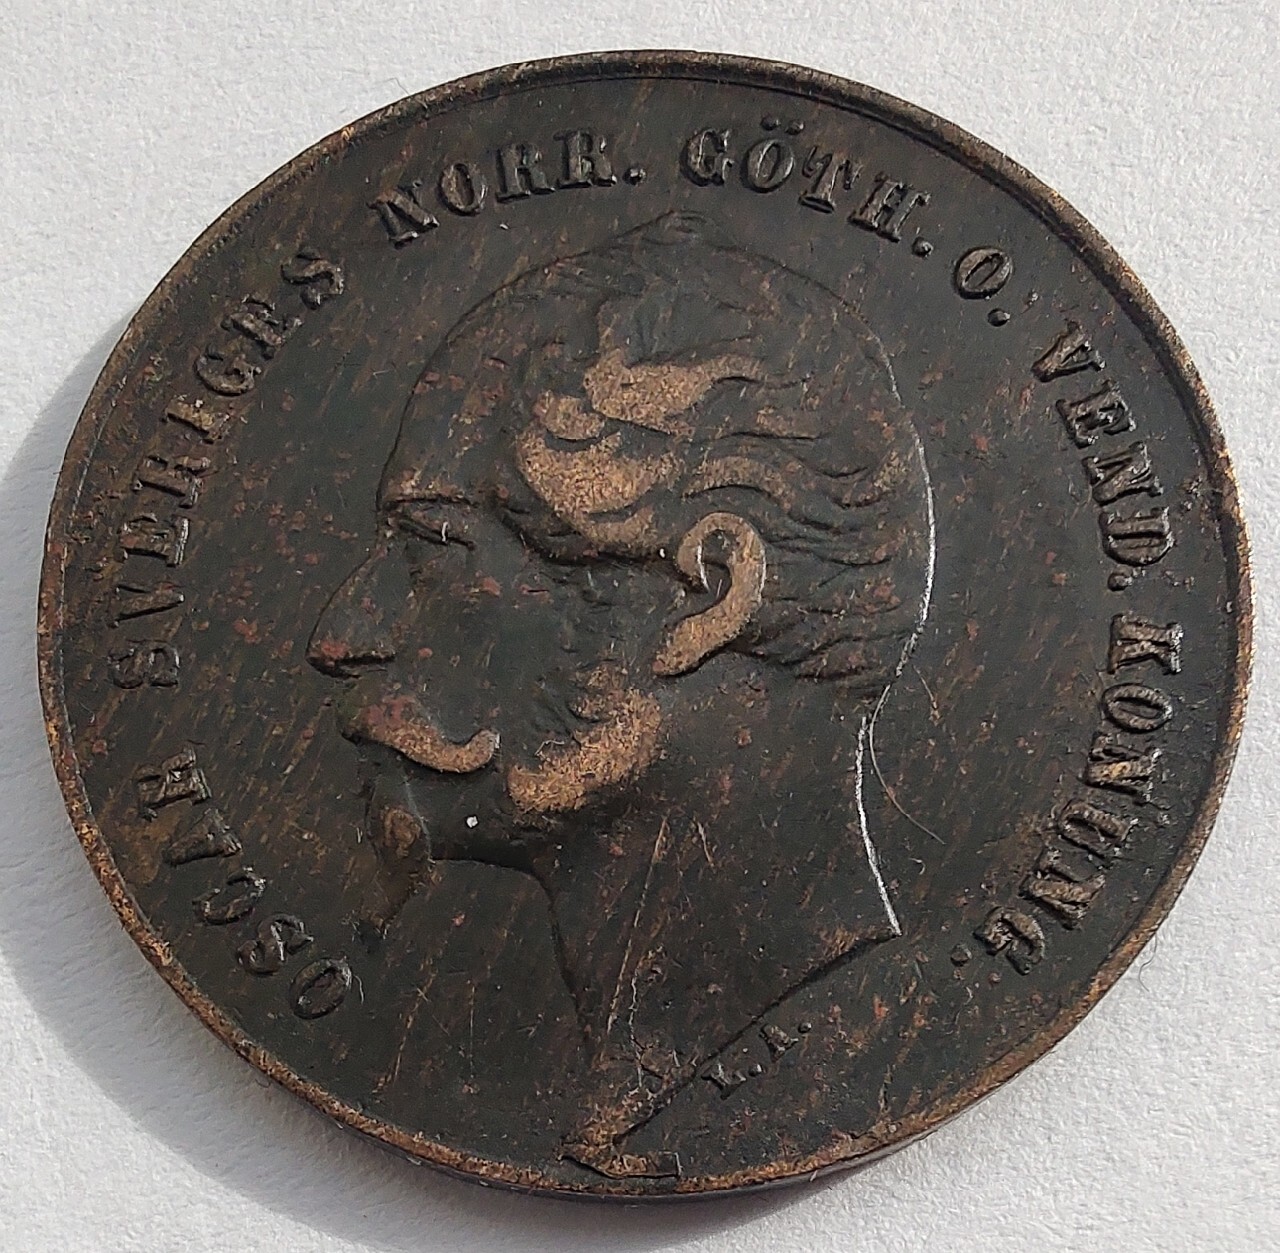 OSCAR SVERIGES NORR. GÖTH. O. VEND. KONUNG.
L.A.